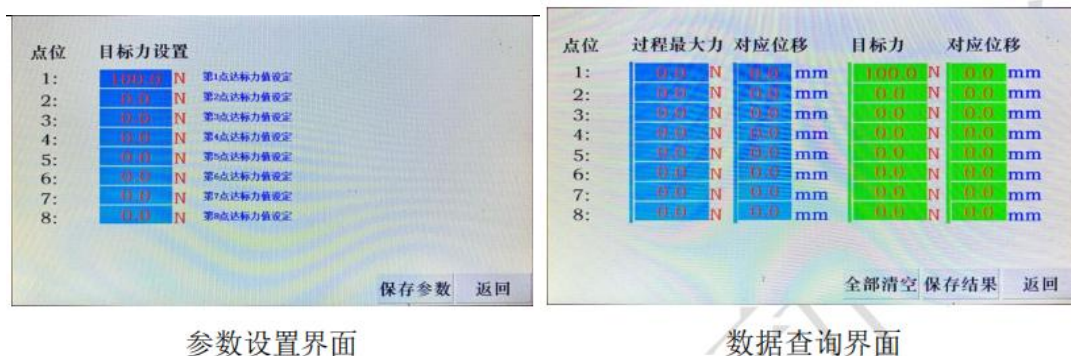 点位 目标力设置
1: 100.0 N 第1点达标力值设定
2: 0.0 N 第2点达标力值设定
3: 0.0 N 第3点达标力值设定
4: 0.0 N 第4点达标力值设定
5: 0.0 N 第5点达标力值设定
6: 0.0 N 第6点达标力值设定
7: 0.0 N 第7点达标力值设定
8: 0.0 N 第8点达标力值设定
保存参数 返回
参数设置界面
点位 过程最大力 对应位移 目标力 对应位移
1: 0.0 N 0.0 mm 100.0 N 0.0 mm
2: 0.0 N 0.0 mm 0.0 N 0.0 mm
3: 0.0 N 0.0 mm 0.0 N 0.0 mm
4: 0.0 N 0.0 mm 0.0 N 0.0 mm
5: 0.0 N 0.0 mm 0.0 N 0.0 mm
6: 0.0 N 0.0 mm 0.0 N 0.0 mm
7: 0.0 N 0.0 mm 0.0 N 0.0 mm
8: 0.0 N 0.0 mm 0.0 N 0.0 mm
全部清空 保存结果 返回
数据查询界面